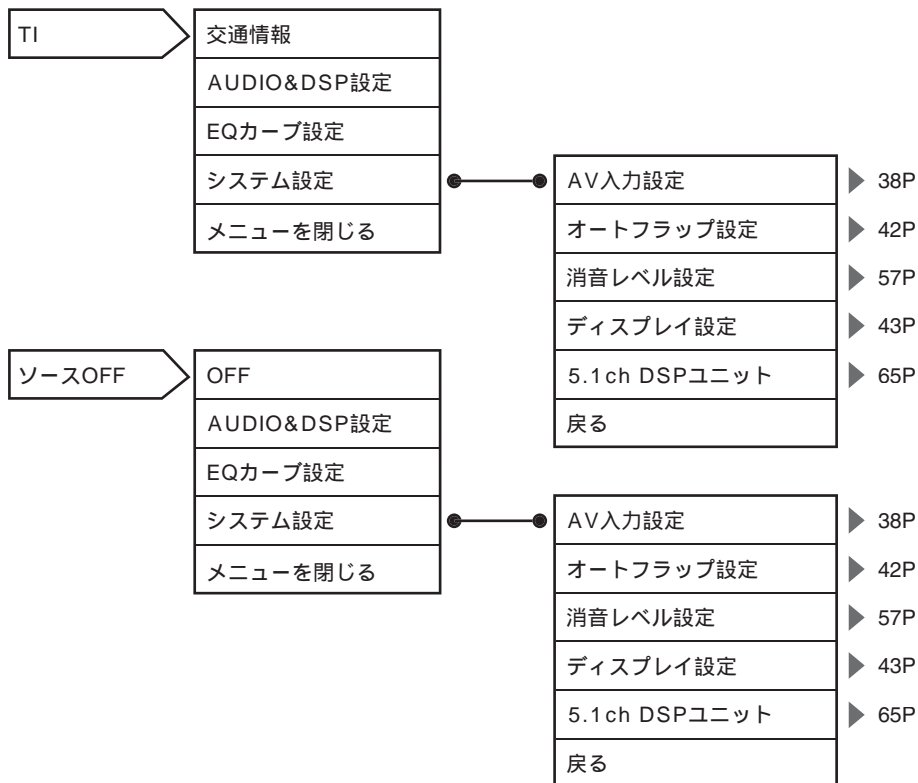 TI
交通情報
AUDIO&DSP設定
EQカーブ設定
システム設定
メニューを閉じる
AV入力設定
38P
オートフラップ設定
42P
消音レベル設定
57P
ディスプレイ設定
43P
5.1ch DSPユニット
65P
戻る
ソースOFF
OFF
AUDIO&DSP設定
EQカーブ設定
システム設定
メニューを閉じる
AV入力設定
38P
オートフラップ設定
42P
消音レベル設定
57P
ディスプレイ設定
43P
5.1ch DSPユニット
65P
戻る